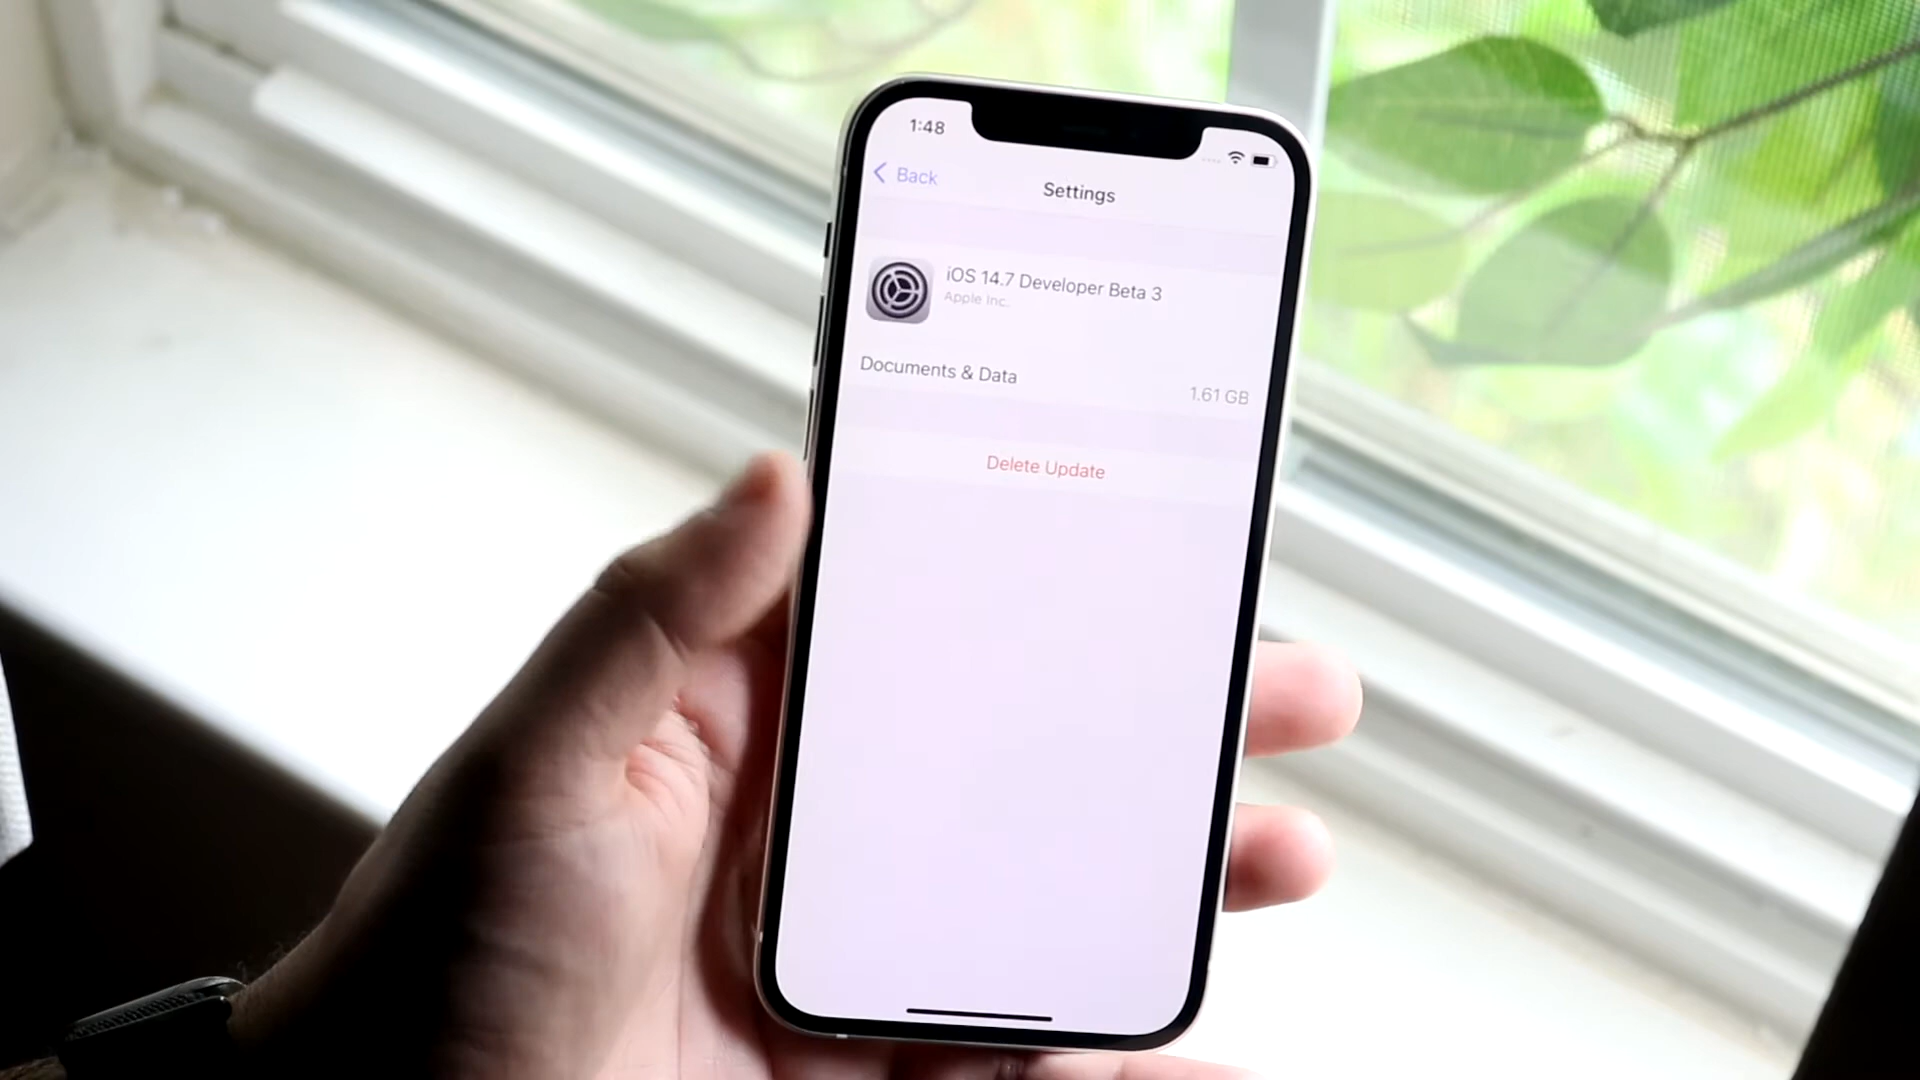 1:48
Back
Settings
iOS 14.7 Developer Beta 3
Apple Inc.
Documents & Data
1.61 GB
Delete Update